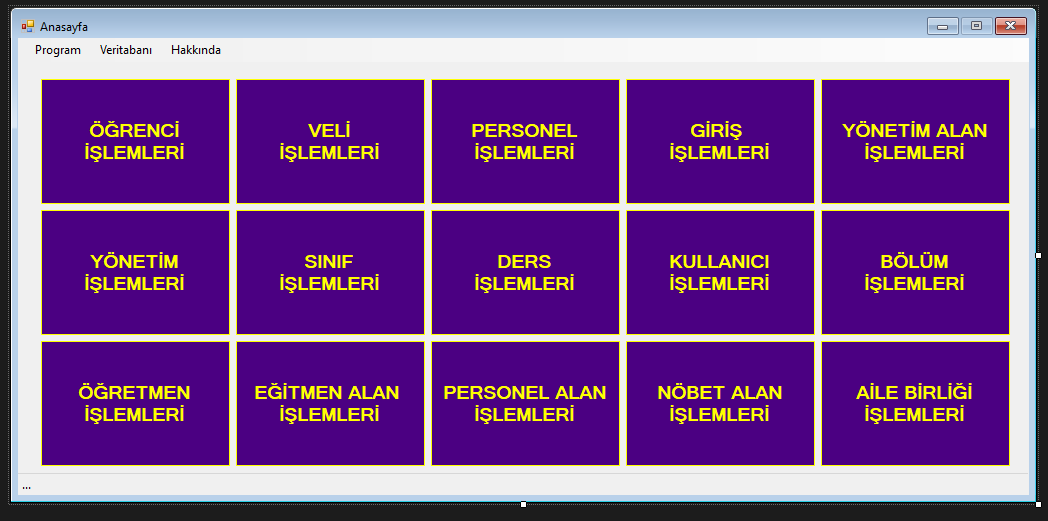 Anasayfa
Program Veritabanı Hakkında
ÖĞRENCİ
İŞLEMLERİ
VELİ
İŞLEMLERİ
PERSONEL
İŞLEMLERİ
GİRİŞ
İŞLEMLERİ
YÖNETİM ALAN
İŞLEMLERİ
YÖNETİM
İŞLEMLERİ
SINIF
İŞLEMLERİ
DERS
İŞLEMLERİ
KULLANICI
İŞLEMLERİ
BÖLÜM
İŞLEMLERİ
ÖĞRETMEN
İŞLEMLERİ
EĞİTMEN ALAN
İŞLEMLERİ
PERSONEL ALAN
İŞLEMLERİ
NÖBET ALAN
İŞLEMLERİ
AİLE BİRLİĞİ
İŞLEMLERİ
...